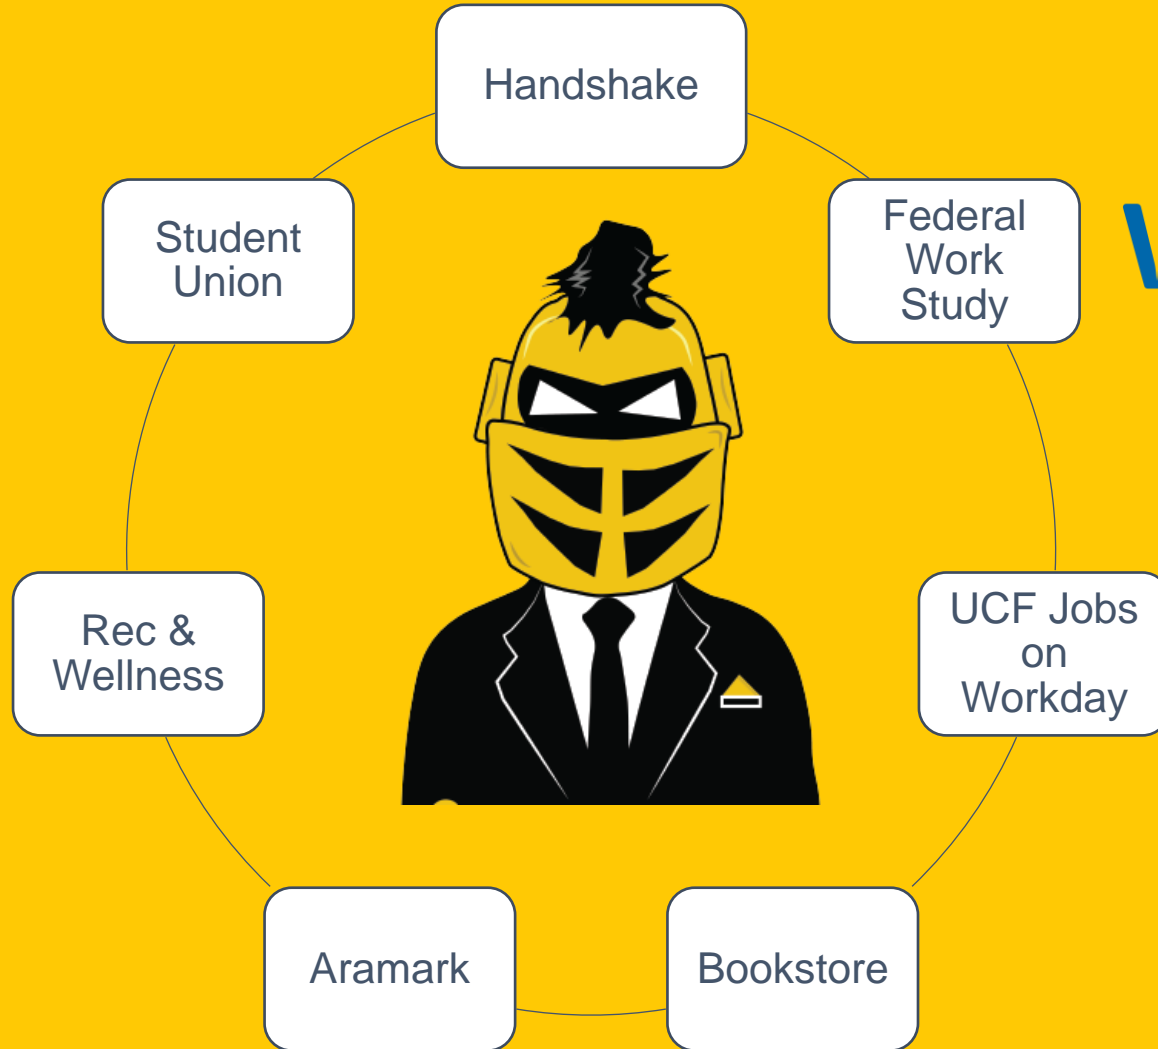 Handshake
Federal
Work
Study
UCF Jobs
on
Workday
Bookstore
Aramark
Rec &
Wellness
Student
Union